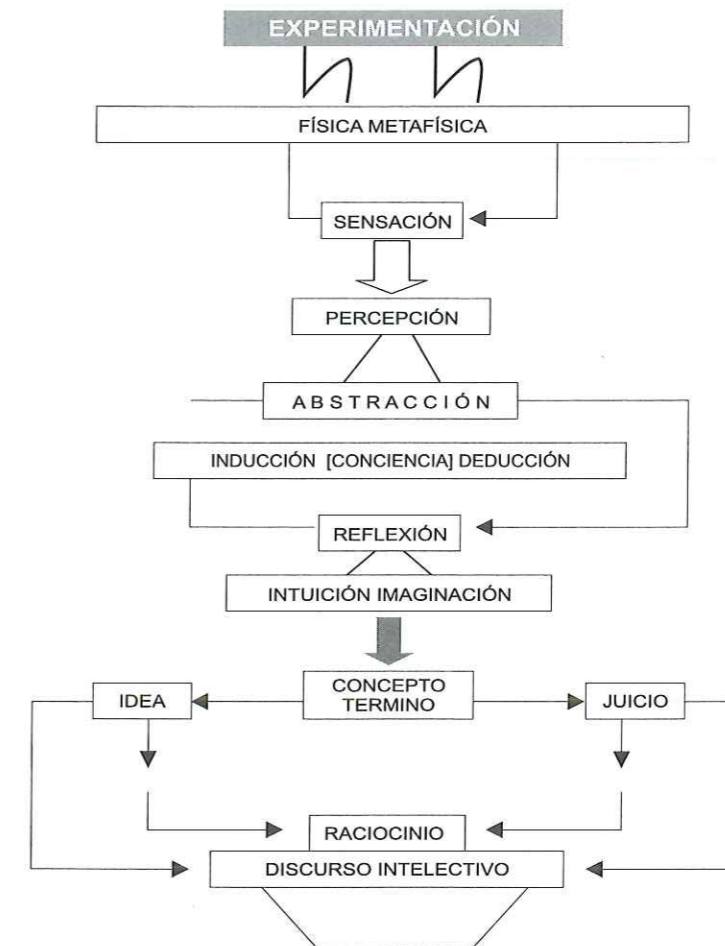 EXPERIMENTACIÓN
FÍSICA METAFÍSICA
SENSACIÓN
PERCEPCIÓN
ABSTRACCIÓN
INDUCCIÓN [CONCIENCIA] DEDUCCIÓN
REFLEXIÓN
INTUICIÓN IMAGINACIÓN
IDEA
CONCEPTO
TERMINO
JUICIO
RACIOCINIO
DISCURSO INTELECTIVO